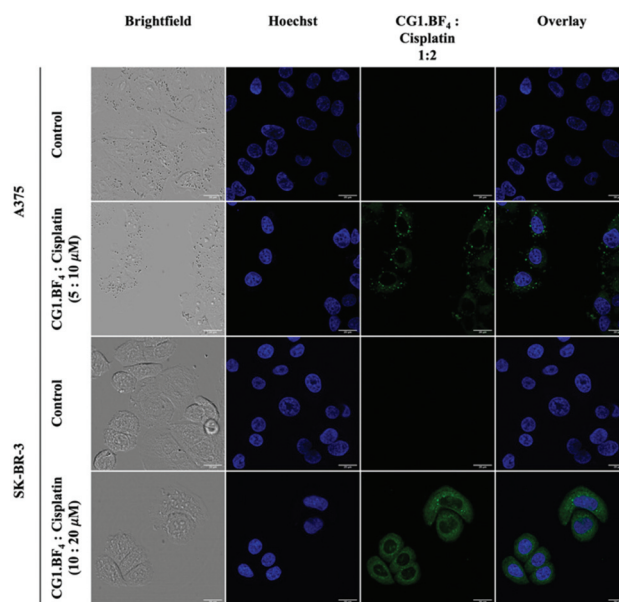 Brightfield
Hoechst
CG1.BF₄ :
Cisplatin
1:2
Overlay
A375
Control
CG1.BF₄ : Cisplatin
(5 : 10 μM)
SK-BR-3
Control
CG1.BF₄ : Cisplatin
(10 : 20 μM)